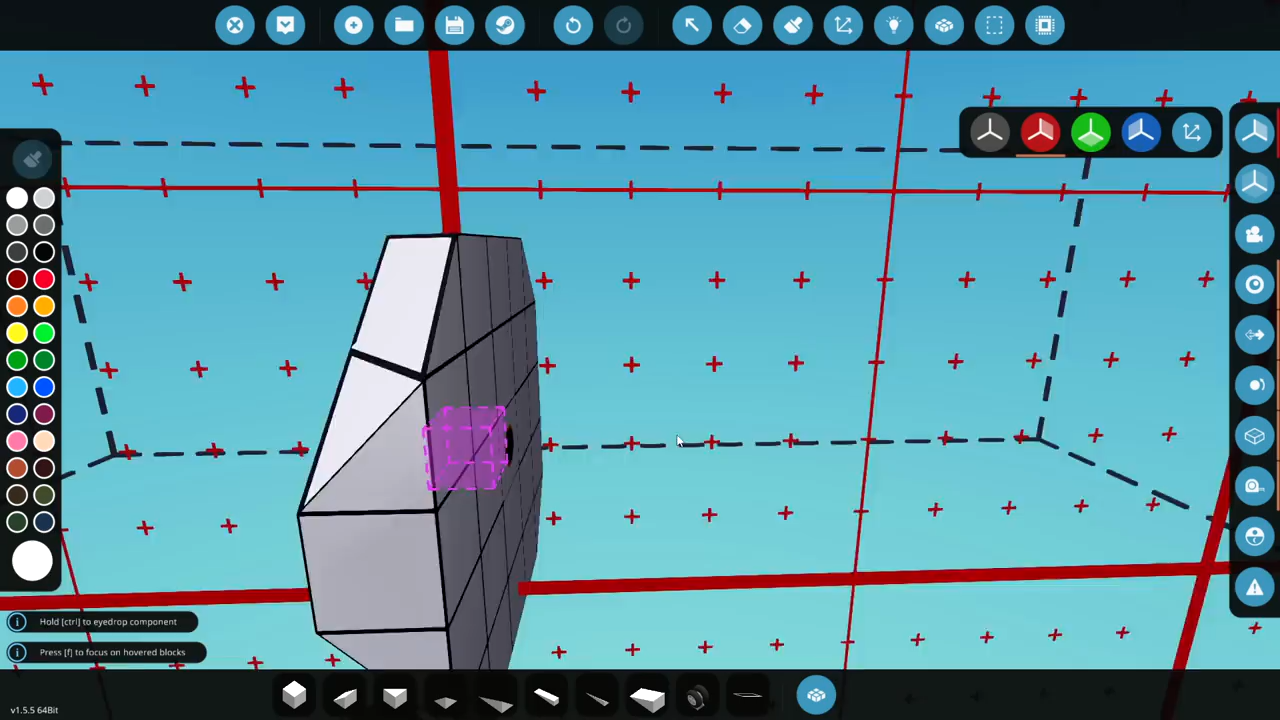 Hold [ctrl] to eyedrop component
Press [f] to focus on hovered blocks
v1.5.5 64Bit